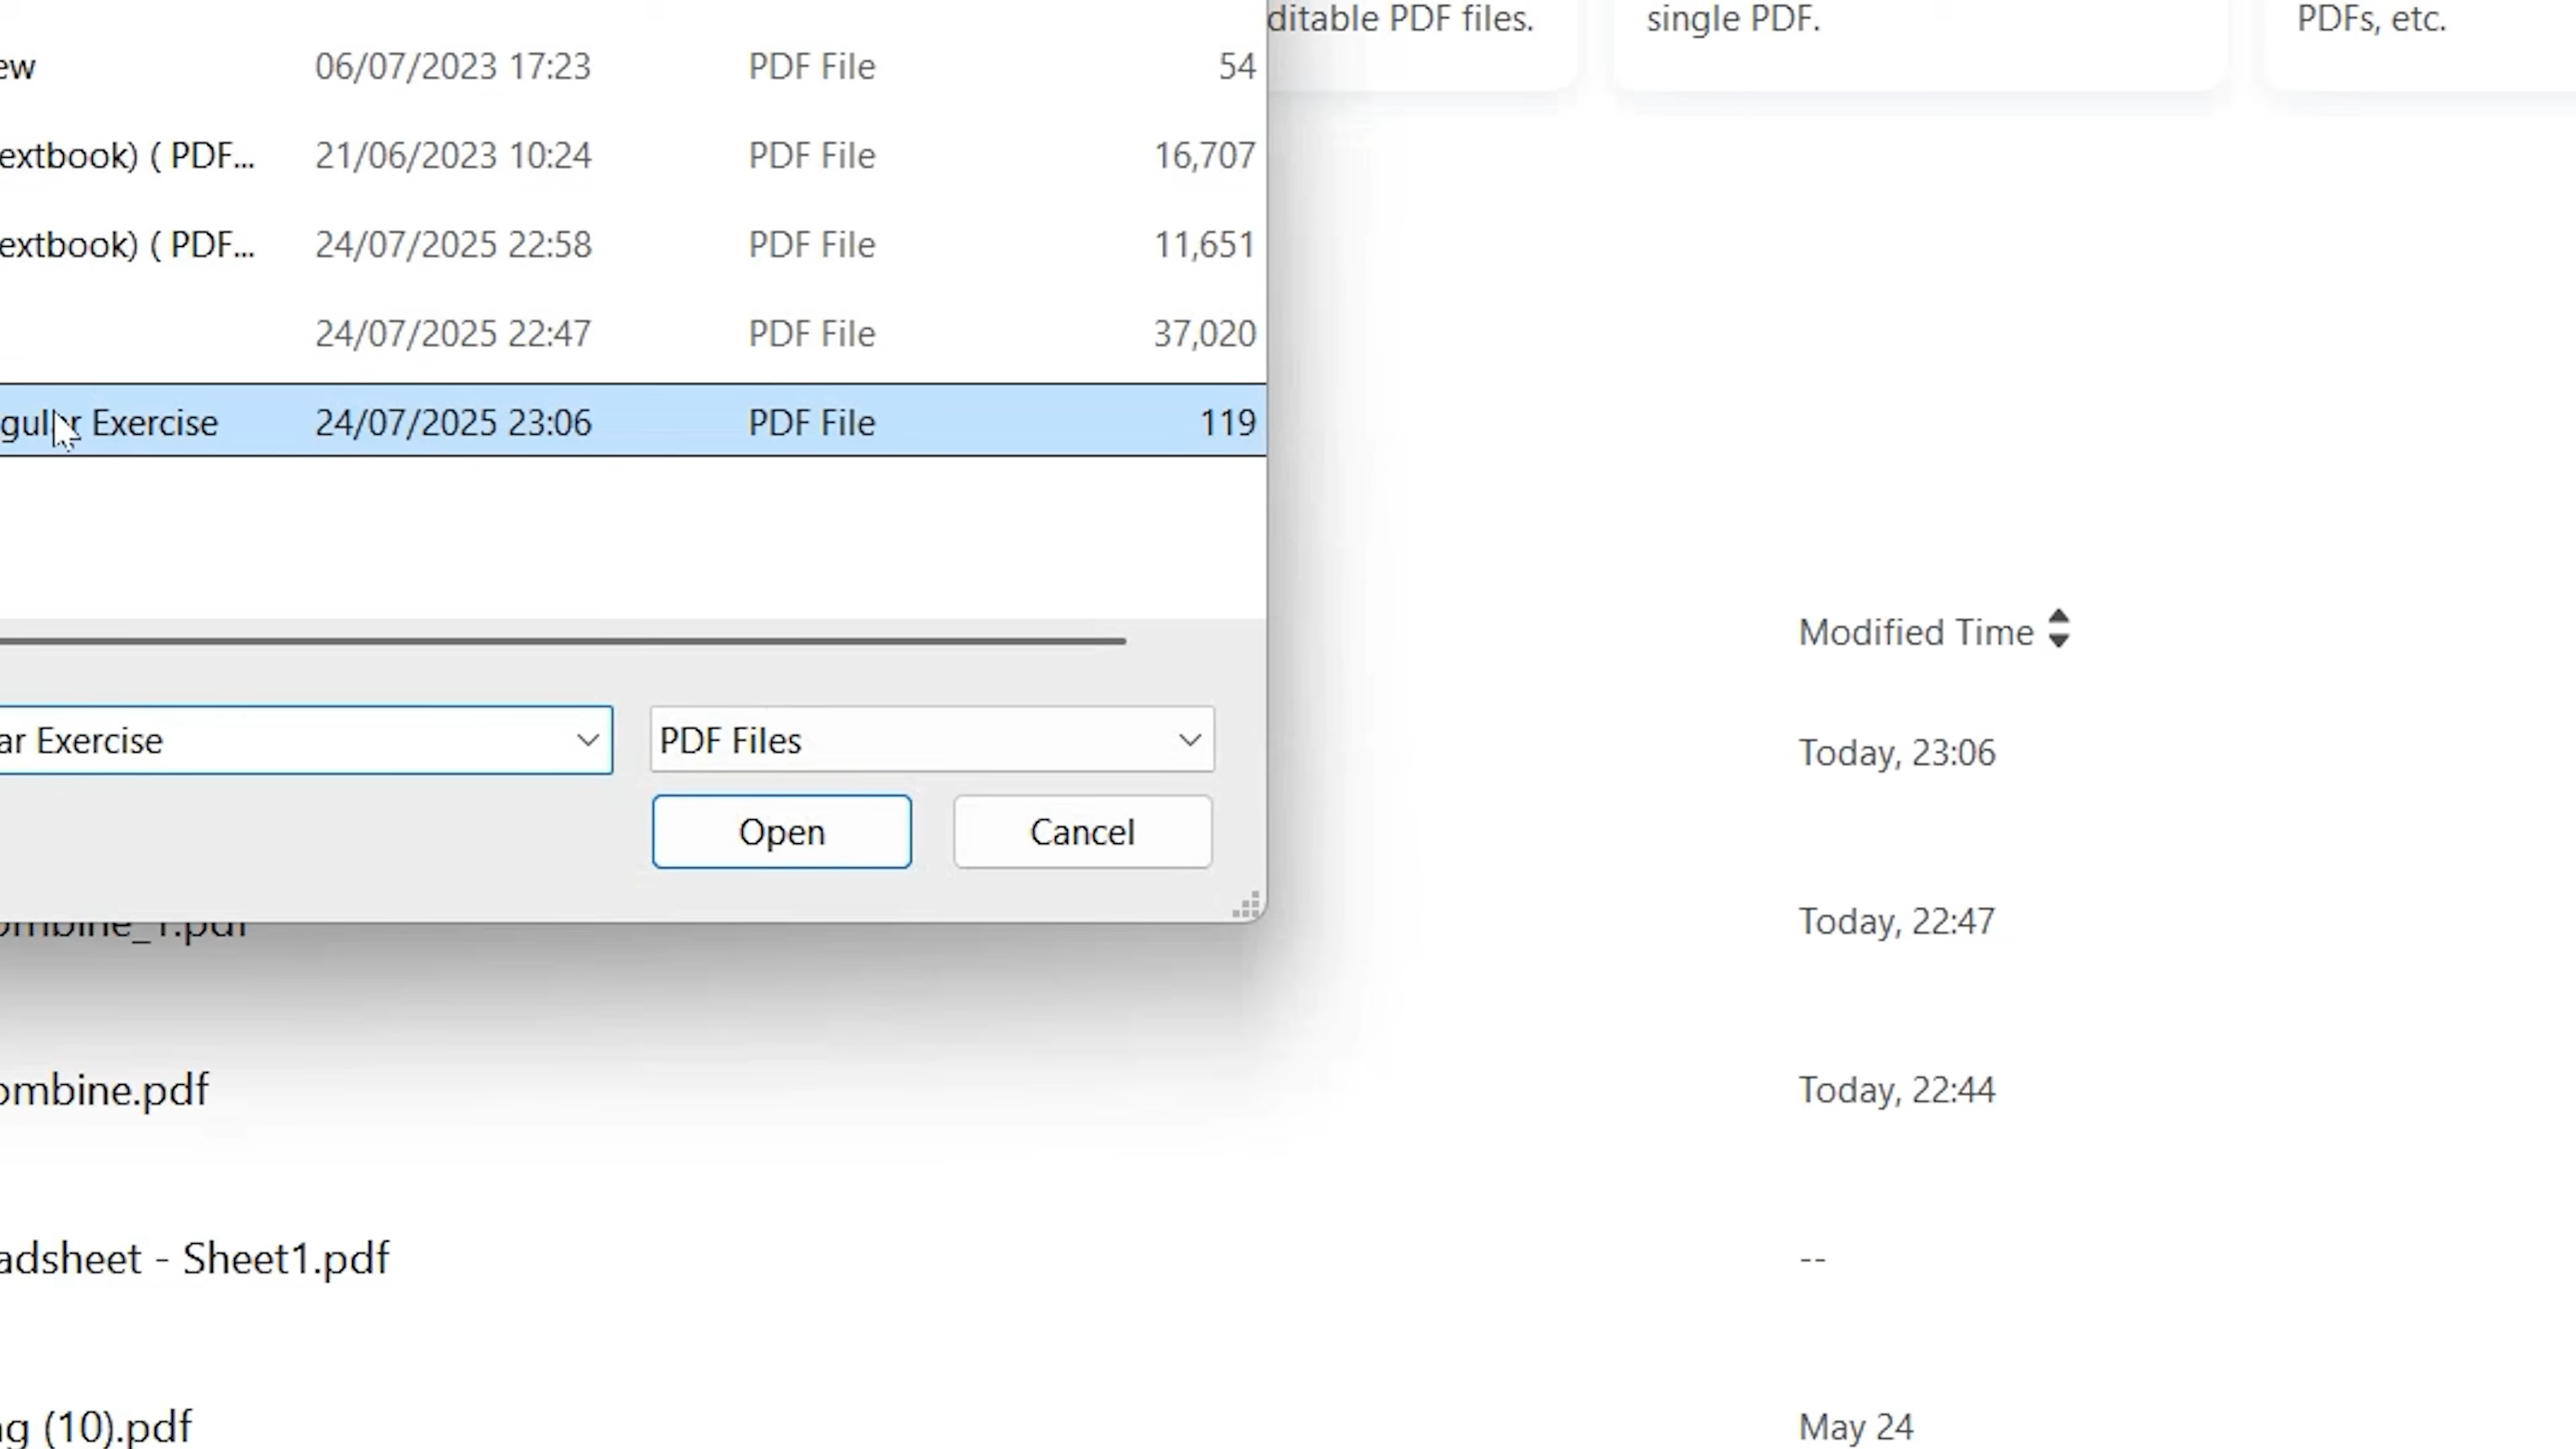 ditable PDF files.
single PDF.
PDFs, etc.
ew 06/07/2023 17:23 PDF File 54
extbook) ( PDF... 21/06/2023 10:24 PDF File 16,707
extbook) ( PDF... 24/07/2025 22:58 PDF File 11,651
24/07/2025 22:47 PDF File 37,020
gular Exercise 24/07/2025 23:06 PDF File 119
Modified Time
ar Exercise
PDF Files
Today, 23:06
Open
Cancel
ombine_1.pdf Today, 22:47
ombine.pdf Today, 22:44
adsheet - Sheet1.pdf --
ng (10).pdf May 24